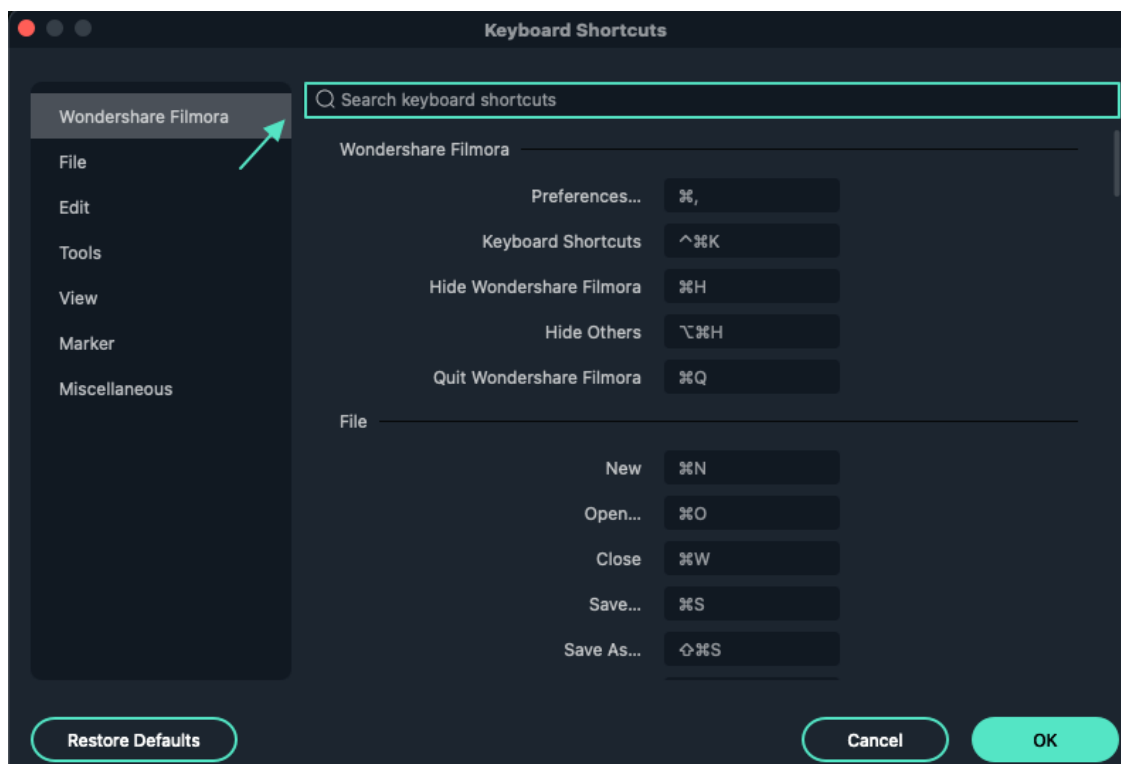 Keyboard Shortcuts
Wondershare Filmora
File
Edit
Tools
View
Marker
Miscellaneous
Search keyboard shortcuts
Wondershare Filmora
Preferences... ⌘,
Keyboard Shortcuts ^⌘K
Hide Wondershare Filmora ⌘H
Hide Others ⌥⌘H
Quit Wondershare Filmora ⌘Q
File
New ⌘N
Open... ⌘O
Close ⌘W
Save... ⌘S
Save As... ⇧⌘S
Restore Defaults
Cancel
OK